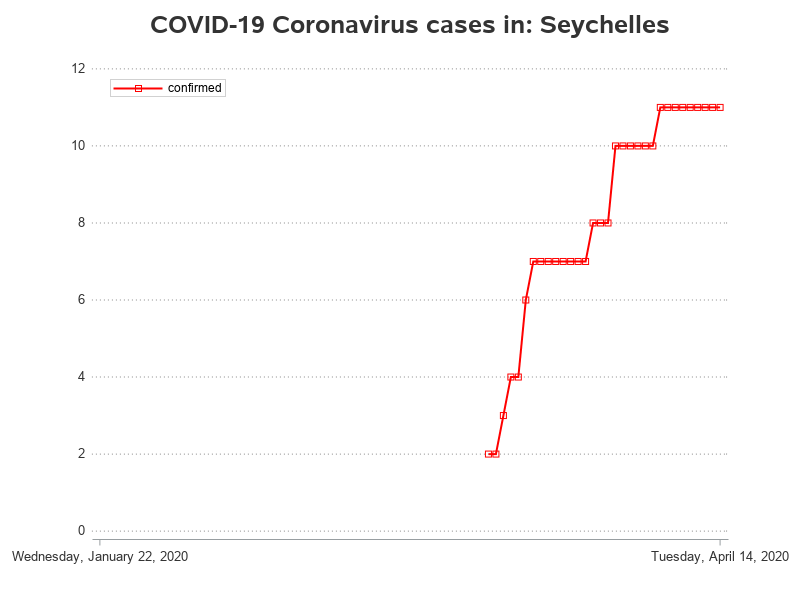 COVID-19 Coronavirus cases in: Seychelles
12
confirmed
10
8
6
4
2
0
Wednesday, January 22, 2020
Tuesday, April 14, 2020